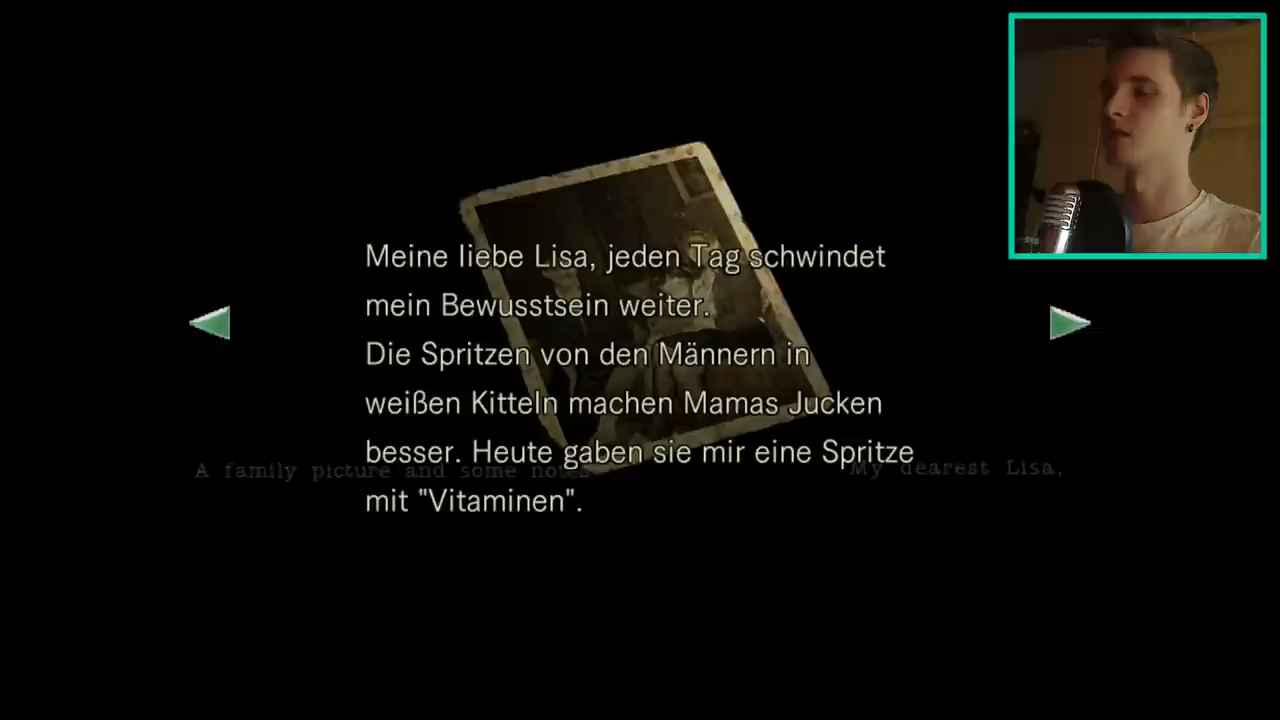 Meine liebe Lisa, jeden Tag schwindet
mein Bewusstsein weiter.
Die Spritzen von den Männern in
weißen Kitteln machen Mamas Jucken
besser. Heute gaben sie mir eine Spritze
mit "Vitaminen".
A family picture and some notes
My dearest Lisa,